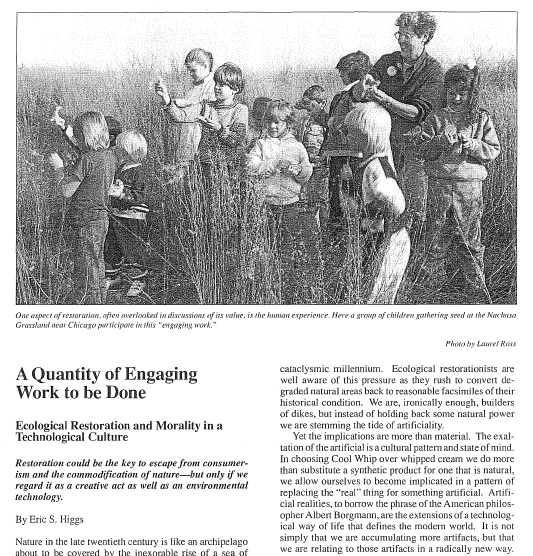 One aspect of restoration, often overlooked in discussions of its value, is the human experience. Here a group of children gathering seed at the Nachusa
Grassland near Chicago participate in this "engaging work."
Photo by Laurel Ross
A Quantity of Engaging
Work to be Done
Ecological Restoration and Morality in a
Technological Culture
Restoration could be the key to escape from consumer-
ism and the commodification of nature—but only if we
regard it as a creative act as well as an environmental
technology.
By Eric S. Higgs
Nature in the late twentieth century is like an archipelago
about to be covered by the inexorable rise of a sea of
cataclysmic millennium. Ecological restorationists are
well aware of this pressure as they rush to convert de-
graded natural areas back to reasonable facsimiles of their
historical condition. We are, ironically enough, builders
of dikes, but instead of holding back some natural power
we are stemming the tide of artificiality.
Yet the implications are more than material. The exal-
tation of the artificial is a cultural pattern and state of mind.
In choosing Cool Whip over whipped cream we do more
than substitute a synthetic product for one that is natural,
we allow ourselves to become implicated in a pattern of
replacing the "real" thing for something artificial. Artifi-
cial realities, to borrow the phrase of the American philos-
opher Albert Borgmann, are the extensions of a technolog-
ical way of life that defines the modern world. It is not
simply that we are accumulating more artifacts, but that
we are relating to those artifacts in a radically new way.